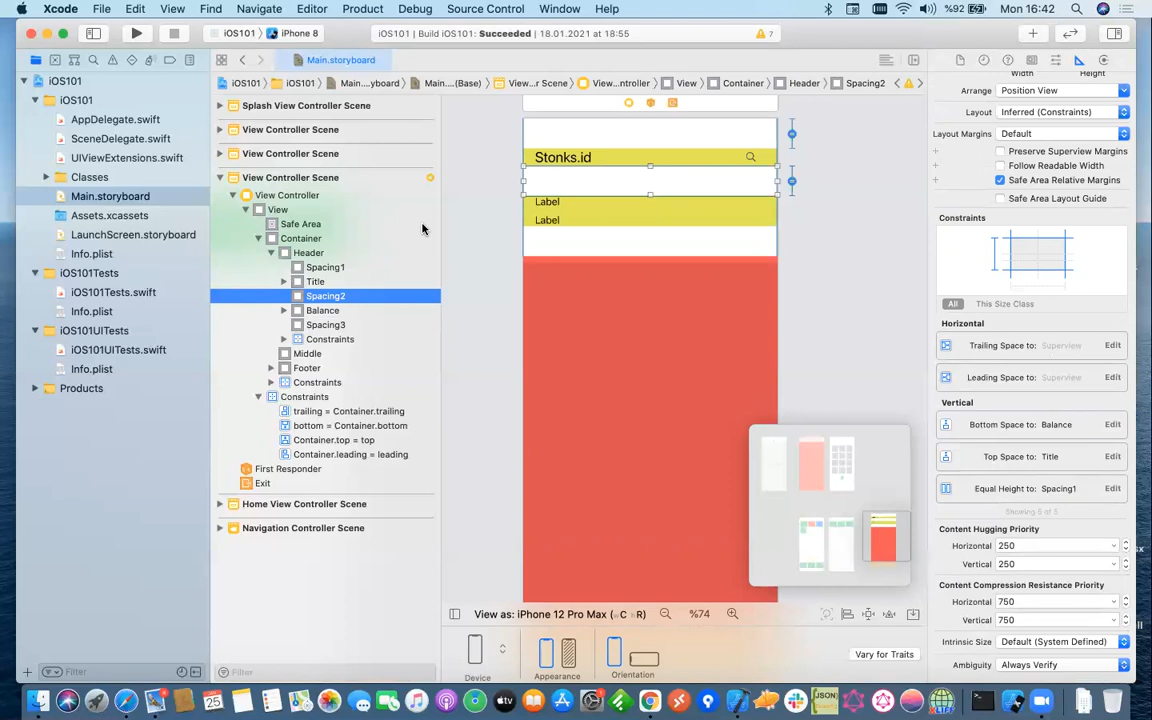 Xcode File Edit View Find Navigate Editor Product Debug Source Control Window Help %92 Mon 16:42
iOS101 iPhone 8 iOS101 | Build iOS101: Succeeded | 18.01.2021 at 18:55 7
Main.storyboard
iOS101 iOS101 Main....yboard Main....(Base) View...r Scene View...ntroller View Container Header Spacing2
iOS101
iOS101
AppDelegate.swift
SceneDelegate.swift
UIViewExtenkions.swift
Classes
Main.storyboard
Assets.xcassets
LaunchScreen.storyboard
Info.plist
iOS101Tests
iOS101Tests.swift
Info.plist
iOS101UITests
iOS101UITests.swift
Info.plist
Products
Filter
Splash View Controller Scene
View Controller Scene
View Controller Scene
View Controller Scene
View Controller
View
Safe Area
Container
Header
Spacing1
Title
Spacing2
Balance
Spacing3
Constraints
Middle
Footer
Constraints
Constraints
trailing = Container.trailing
bottom = Container.bottom
Container.top = top
Container.leading = leading
First Responder
Exit
Home View Controller Scene
Navigation Controller Scene
Filter
Stonks.id
Label
Label
View as: iPhone 12 Pro Max (wC hR) %74
Device Appearance Orientation
Vary for Traits
Width Height
Arrange Position View
Layout Inferred (Constraints)
Layout Margins Default
Preserve Superview Margins
Follow Readable Width
Safe Area Relative Margins
Safe Area Layout Guide
Constraints
All This Size Class
Horizontal
Trailing Space to: Superview Edit
Leading Space to: Superview Edit
Vertical
Bottom Space to: Balance Edit
Top Space to: Title Edit
Equal Height to: Spacing1 Edit
Showing 5 of 5
Content Hugging Priority
Horizontal 250
Vertical 250
Content Compression Resistance Priority
Horizontal 750
Vertical 750
Intrinsic Size Default (System Defined)
Ambiguity Always Verify